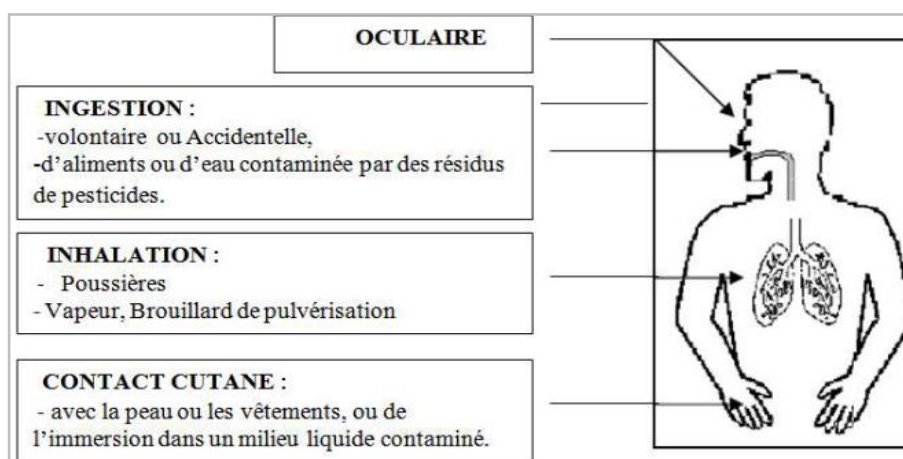 OCULAIRE
INGESTION :
-volontaire ou Accidentelle,
-d’aliments ou d’eau contaminée par des résidus
de pesticides.
INHALATION :
- Poussières
- Vapeur, Brouillard de pulvérisation
CONTACT CUTANE :
- avec la peau ou les vêtements, ou de
l’immersion dans un milieu liquide contaminé.